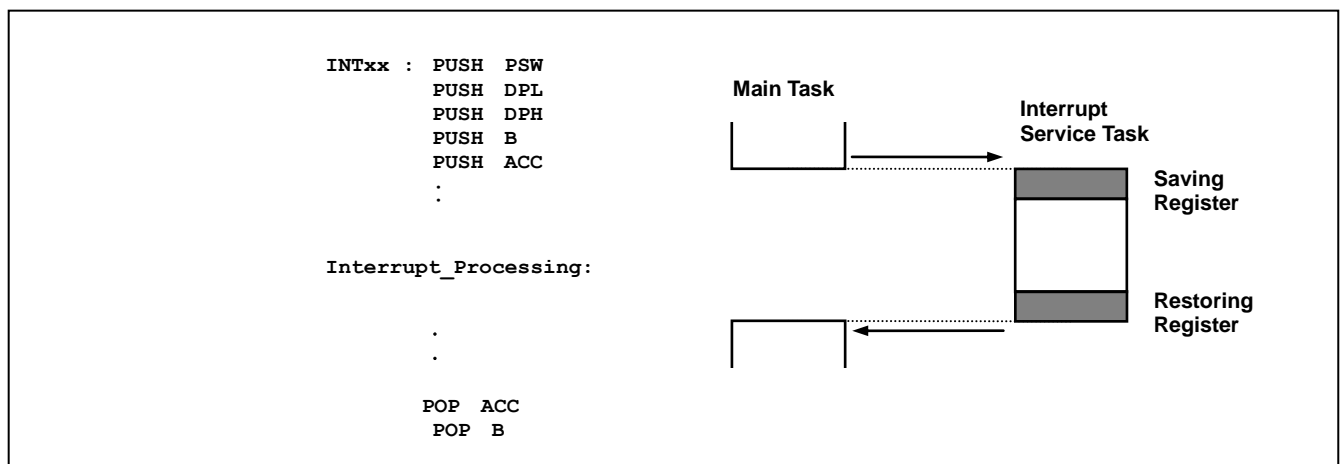 INTxx : PUSH PSW
PUSH DPL
PUSH DPH
PUSH B
PUSH ACC
.
.
Interrupt_Processing:
.
.
POP ACC
POP B
Main Task
Interrupt
Service Task
Saving
Register
Restoring
Register